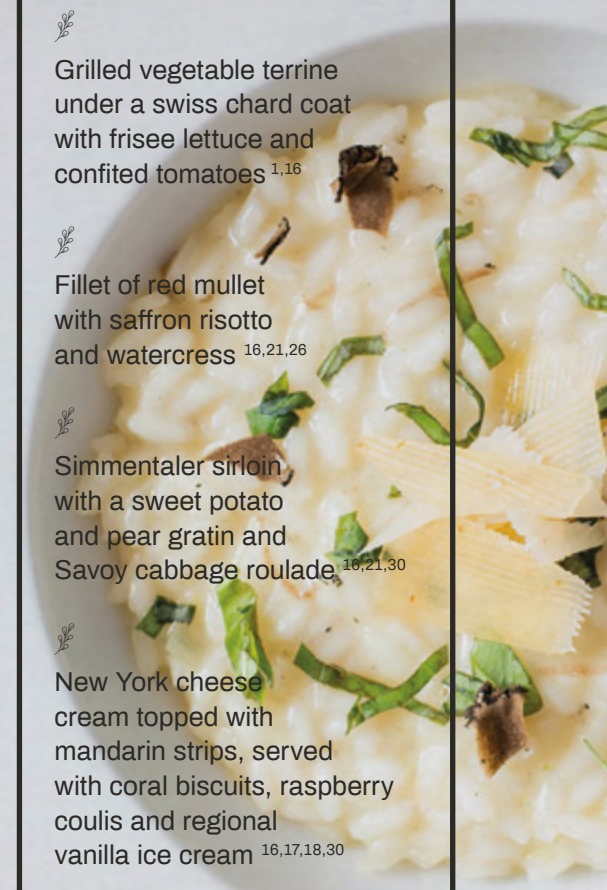 Grilled vegetable terrine
under a swiss chard coat
with frisee lettuce and
confited tomatoes 1,16
Fillet of red mullet
with saffron risotto
and watercress 16,21,26
Simmentaler sirloin
with a sweet potato
and pear gratin and
Savoy cabbage roulade 16,21,30
New York cheese
cream topped with
mandarin strips, served
with coral biscuits, raspberry
coulis and regional
vanilla ice cream 16,17,18,30